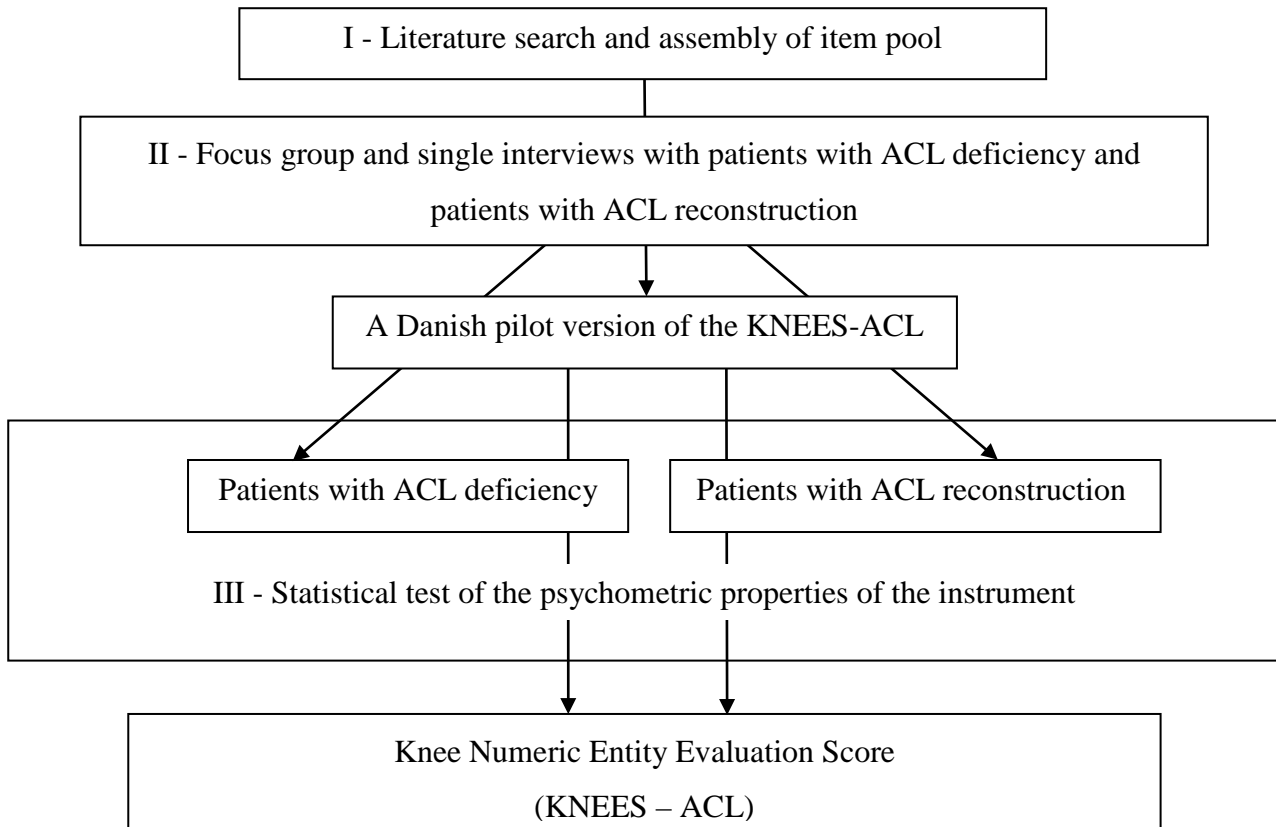 I - Literature search and assembly of item pool
II - Focus group and single interviews with patients with ACL deficiency and
patients with ACL reconstruction
A Danish pilot version of the KNEES-ACL
Patients with ACL deficiency
Patients with ACL reconstruction
III - Statistical test of the psychometric properties of the instrument
Knee Numeric Entity Evaluation Score
(KNEES – ACL)